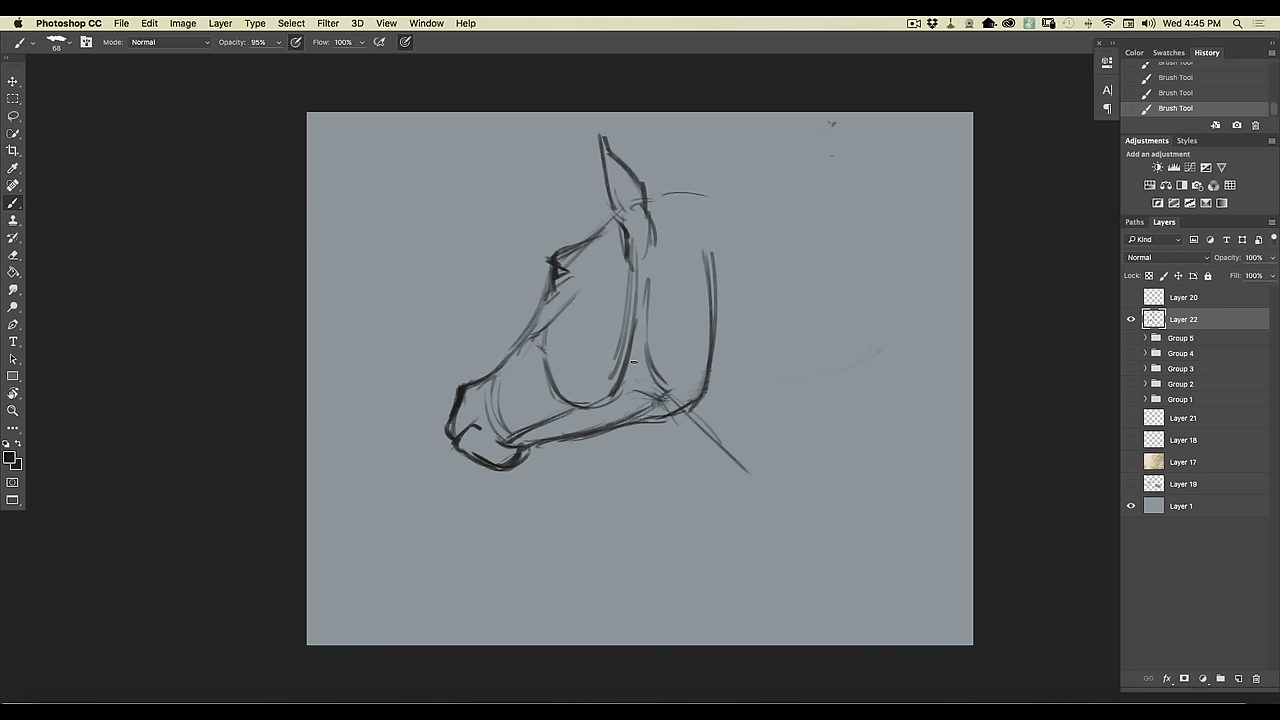 Photoshop CC File Edit Image Layer Type Select Filter 3D View Window Help Wed 4:45 PM
68 Mode: Normal Opacity: 95% Flow: 100%
Color Swatches History
Brush Tool
Brush Tool
Brush Tool
Brush Tool
Adjustments Styles
Add an adjustment
Paths Layers
Kind
Normal Opacity: 100%
Lock: Fill: 100%
Layer 20
Layer 22
Group 5
Group 4
Group 3
Group 2
Group 1
Layer 21
Layer 18
Layer 17
Layer 19
Layer 1
fx